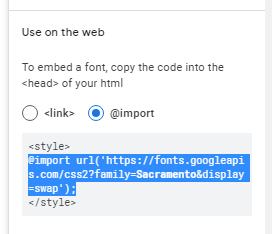 Use on the web
To embed a font, copy the code into the
<head> of your html
<link> @import
<style>
@import url('https://fonts.googleapi
s.com/css2?family=Sacramento&display
=swap');
</style>